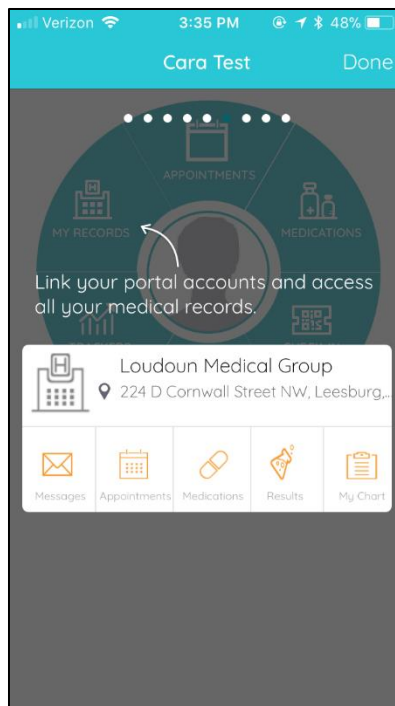 Verizon 3:35 PM 48%
Cara Test Done
APPOINTMENTS
MY RECORDS
MEDICATIONS
Link your portal accounts and access
all your medical records.
Loudoun Medical Group
224 D Cornwall Street NW, Leesburg,...
Messages Appointments Medications Results My Chart